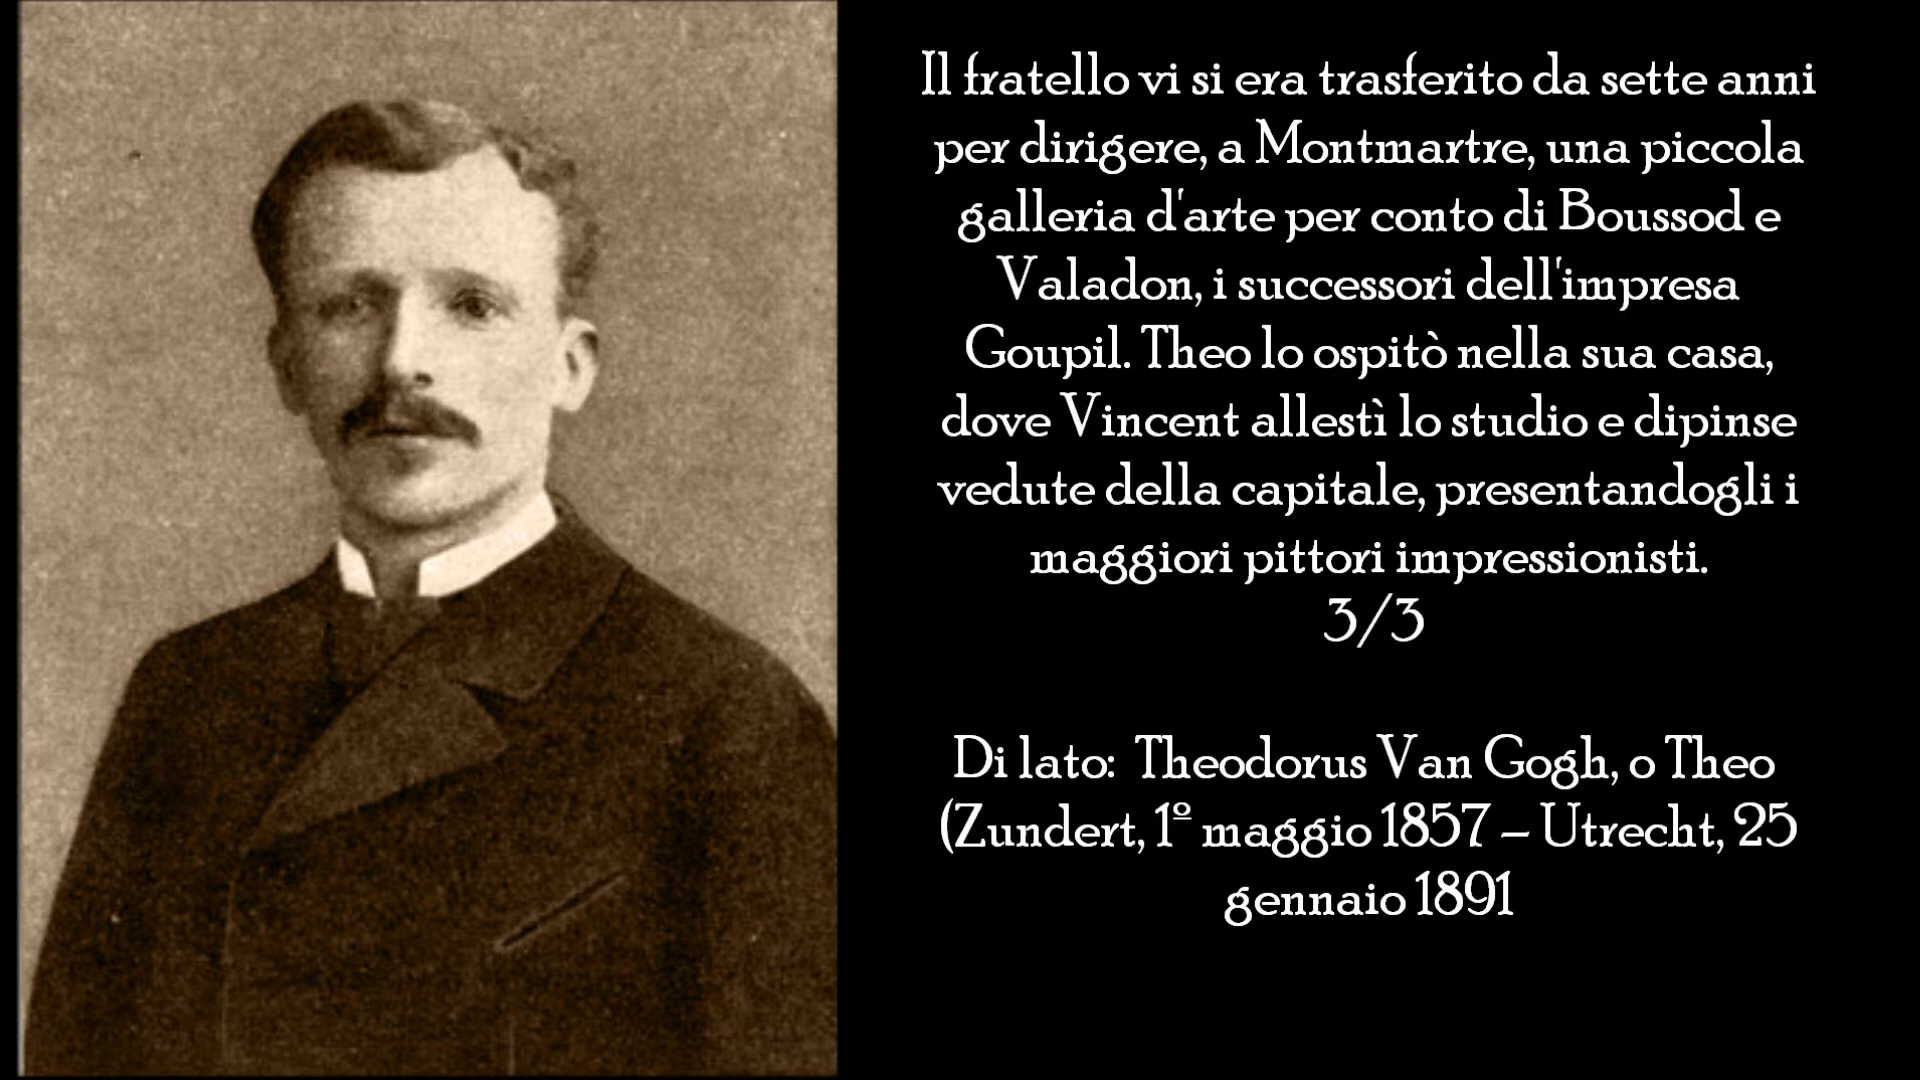 Il fratello vi si era trasferito da sette anni
per dirigere, a Montmartre, una piccola
galleria d'arte per conto di Boussod e
Valadon, i successori dell'impresa
Goupil. Theo lo ospitò nella sua casa,
dove Vincent allestì lo studio e dipinse
vedute della capitale, presentandogli i
maggiori pittori impressionisti.
3/3
Di lato: Theodorus Van Gogh, o Theo
(Zundert, 1º maggio 1857 – Utrecht, 25
gennaio 1891